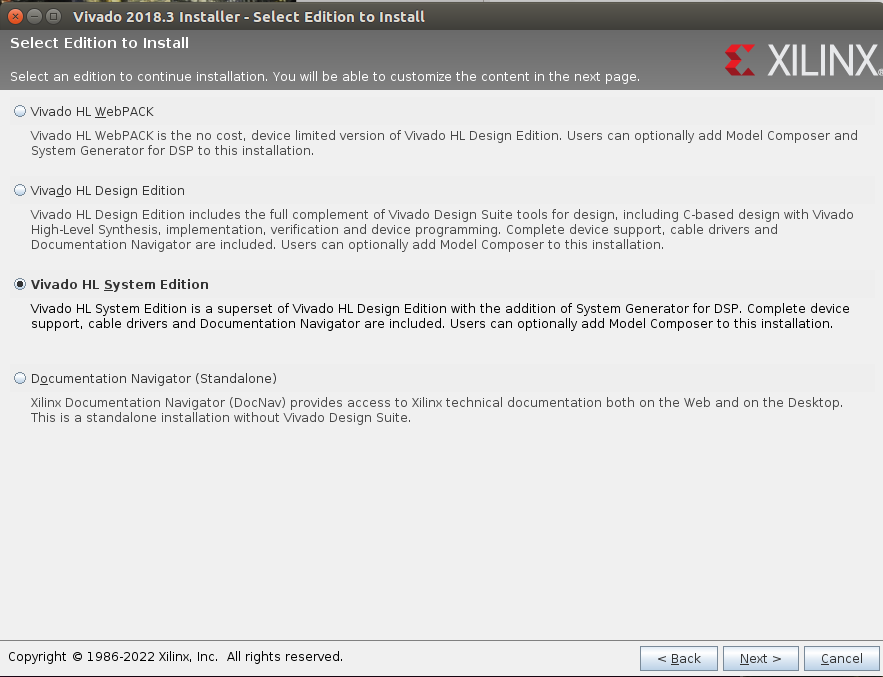 Vivado 2018.3 Installer - Select Edition to Install
Select Edition to Install
Select an edition to continue installation. You will be able to customize the content in the next page.
XILINX®
Vivado HL WebPACK
Vivado HL WebPACK is the no cost, device limited version of Vivado HL Design Edition. Users can optionally add Model Composer and
System Generator for DSP to this installation.
Vivado HL Design Edition
Vivado HL Design Edition includes the full complement of Vivado Design Suite tools for design, including C-based design with Vivado
High-Level Synthesis, implementation, verification and device programming. Complete device support, cable drivers and
Documentation Navigator are included. Users can optionally add Model Composer to this installation.
Vivado HL System Edition
Vivado HL System Edition is a superset of Vivado HL Design Edition with the addition of System Generator for DSP. Complete device
support, cable drivers and Documentation Navigator are included. Users can optionally add Model Composer to this installation.
Documentation Navigator (Standalone)
Xilinx Documentation Navigator (DocNav) provides access to Xilinx technical documentation both on the Web and on the Desktop.
This is a standalone installation without Vivado Design Suite.
Copyright © 1986-2022 Xilinx, Inc. All rights reserved.
< Back
Next >
Cancel